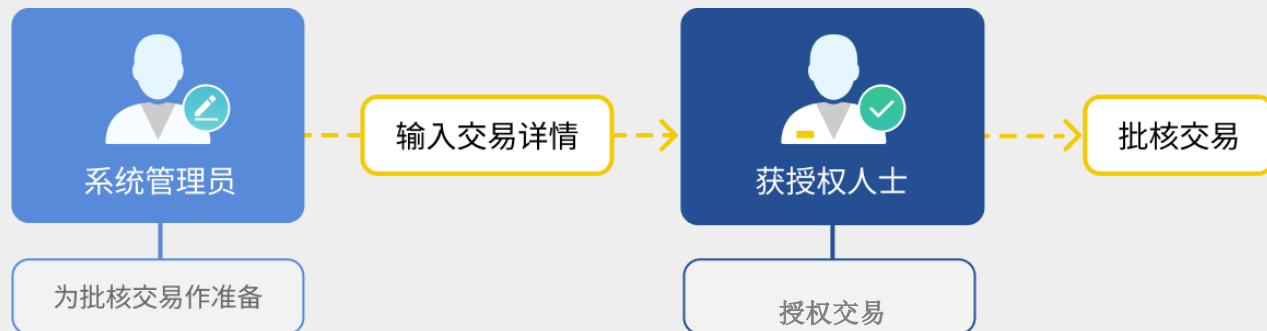 输入交易详情
批核交易
系统管理员
获授权人士
为批核交易作准备
授权交易